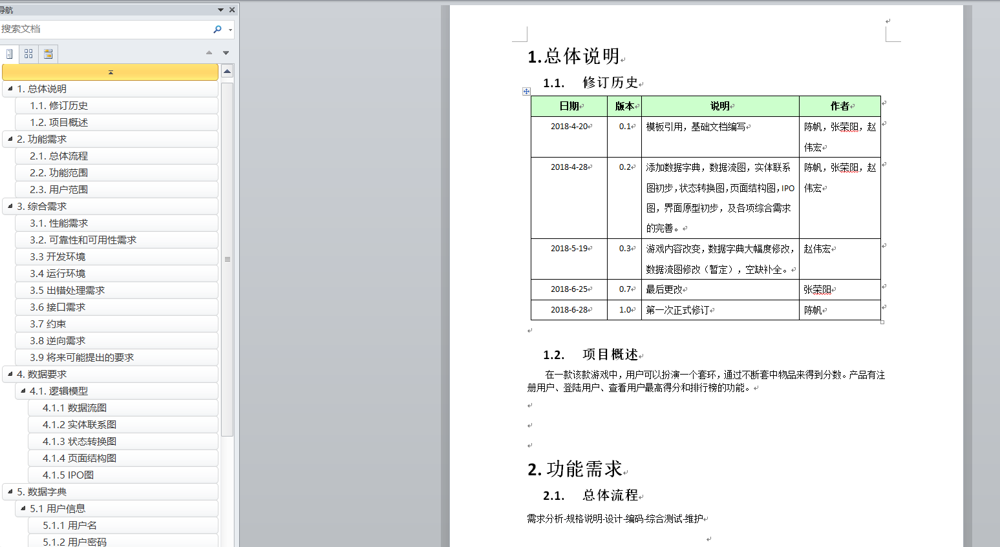 导航
搜索文档
1. 总体说明
1.1. 修订历史
1.2. 项目概述
2. 功能需求
2.1. 总体流程
2.2. 功能范围
2.3. 用户范围
3. 综合需求
3.1. 性能需求
3.2. 可靠性和可用性需求
3.3 开发环境
3.4 运行环境
3.5 出错处理需求
3.6 接口需求
3.7 约束
3.8 逆向需求
3.9 将来可能提出的要求
4. 数据要求
4.1. 逻辑模型
4.1.1 数据流图
4.1.2 实体联系图
4.1.3 状态转换图
4.1.4 页面结构图
4.1.5 IPO图
5. 数据字典
5.1 用户信息
5.1.1 用户名
5.1.2 用户密码
1.总体说明
1.1. 修订历史
日期 版本 说明 作者
2018-4-20 0.1 模板引用，基础文档编写 陈帆，张荣阳，赵
伟宏
2018-4-28 0.2 添加数据字典，数据流图，实体联系 陈帆，张荣阳，赵
图初步，状态转换图，页面结构图，IPO 伟宏
图，界面原型初步，及各项综合需求
的完善。
2018-5-19 0.3 游戏内容改变，数据字典大幅度修改， 赵伟宏
数据流图修改（暂定），空缺补全。
2018-6-25 0.7 最后更改 张荣阳
2018-6-28 1.0 第一次正式修订 陈帆
1.2. 项目概述
在一款该款游戏中，用户可以扮演一个套环，通过不断套中物品来得到分数。产品有注
册用户、登陆用户、查看用户最高得分和排行榜的功能。
2. 功能需求
2.1. 总体流程
需求分析-规格说明-设计-编码-综合测试-维护